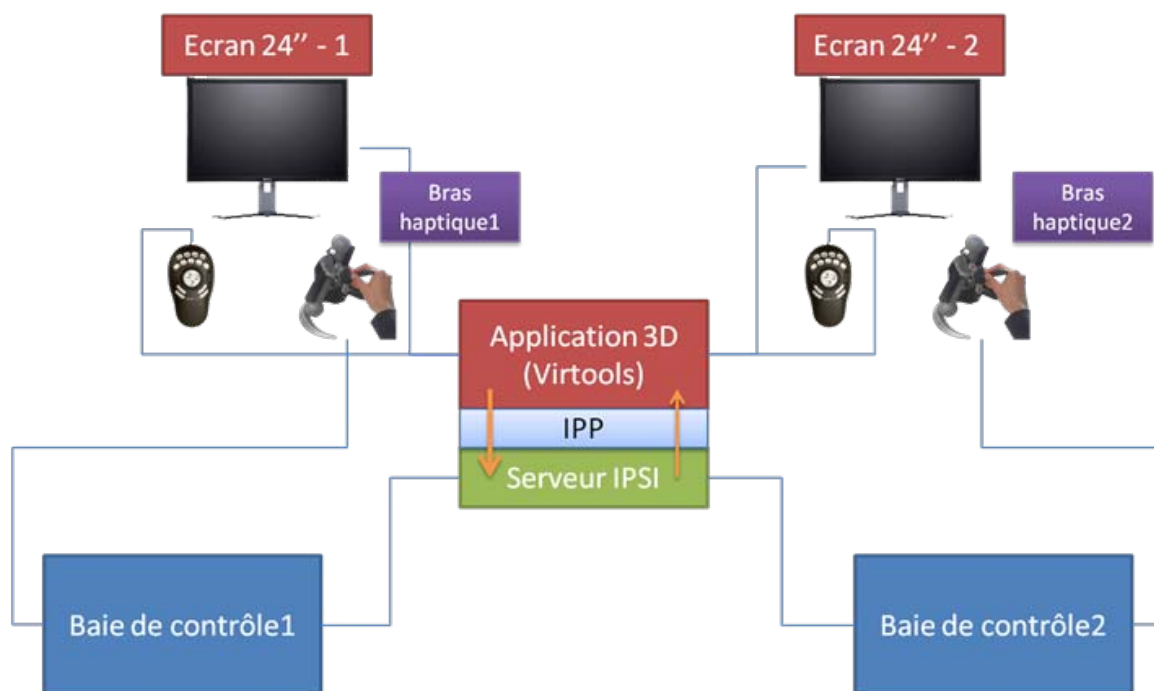 Ecran 24’’ - 1
Ecran 24’’ - 2
Bras
haptique1
Bras
haptique2
Application 3D
(Virtools)
IPP
Serveur IPSI
Baie de contrôle1
Baie de contrôle2